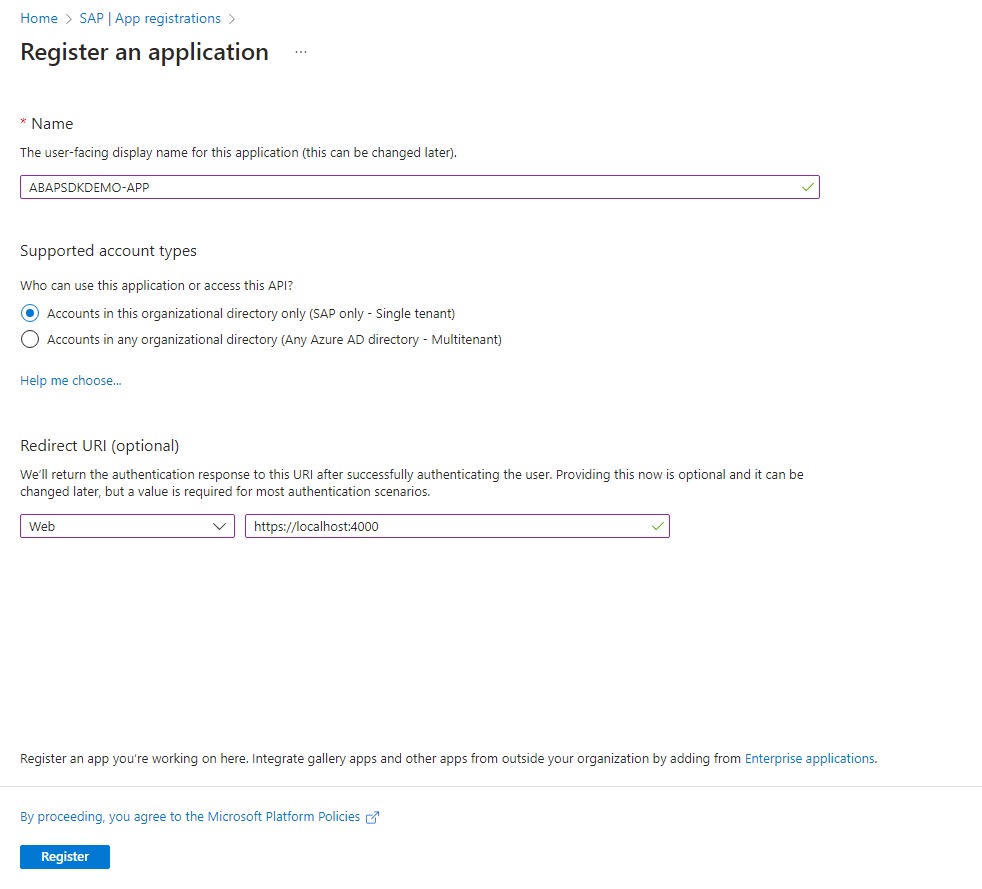 Home > SAP | App registrations >
Register an application ...
* Name
The user-facing display name for this application (this can be changed later).
ABAPSDKDEMO-APP
Supported account types
Who can use this application or access this API?
Accounts in this organizational directory only (SAP only - Single tenant)
Accounts in any organizational directory (Any Azure AD directory - Multitenant)
Help me choose...
Redirect URI (optional)
We'll return the authentication response to this URI after successfully authenticating the user. Providing this now is optional and it can be
changed later, but a value is required for most authentication scenarios.
Web https://localhost:4000
Register an app you're working on here. Integrate gallery apps and other apps from outside your organization by adding from Enterprise applications.
By proceeding, you agree to the Microsoft Platform Policies
Register